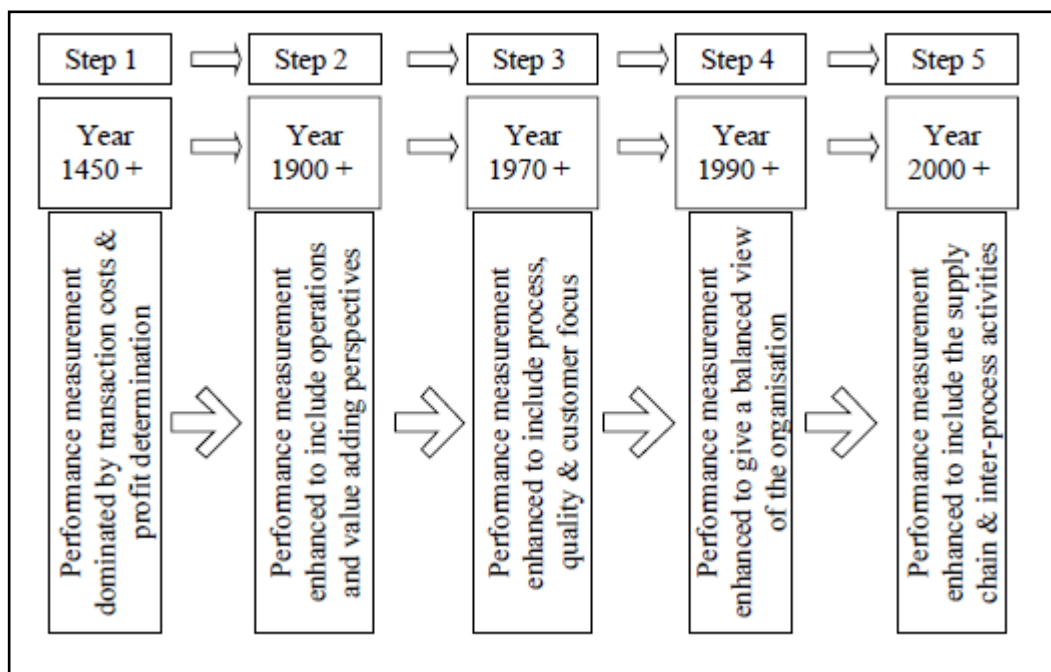 Step 1
Step 2
Step 3
Step 4
Step 5
Year
1450 +
Year
1900 +
Year
1970 +
Year
1990 +
Year
2000 +
Performance measurement
dominated by transaction costs &
profit determination
Performance measurement
enhanced to include operations
and value adding perspectives
Performance measurement
enhanced to include process,
quality & customer focus
Performance measurement
enhanced to give a balanced view
of the organisation
Performance measurement
enhanced to include the supply
chain & inter-process activities